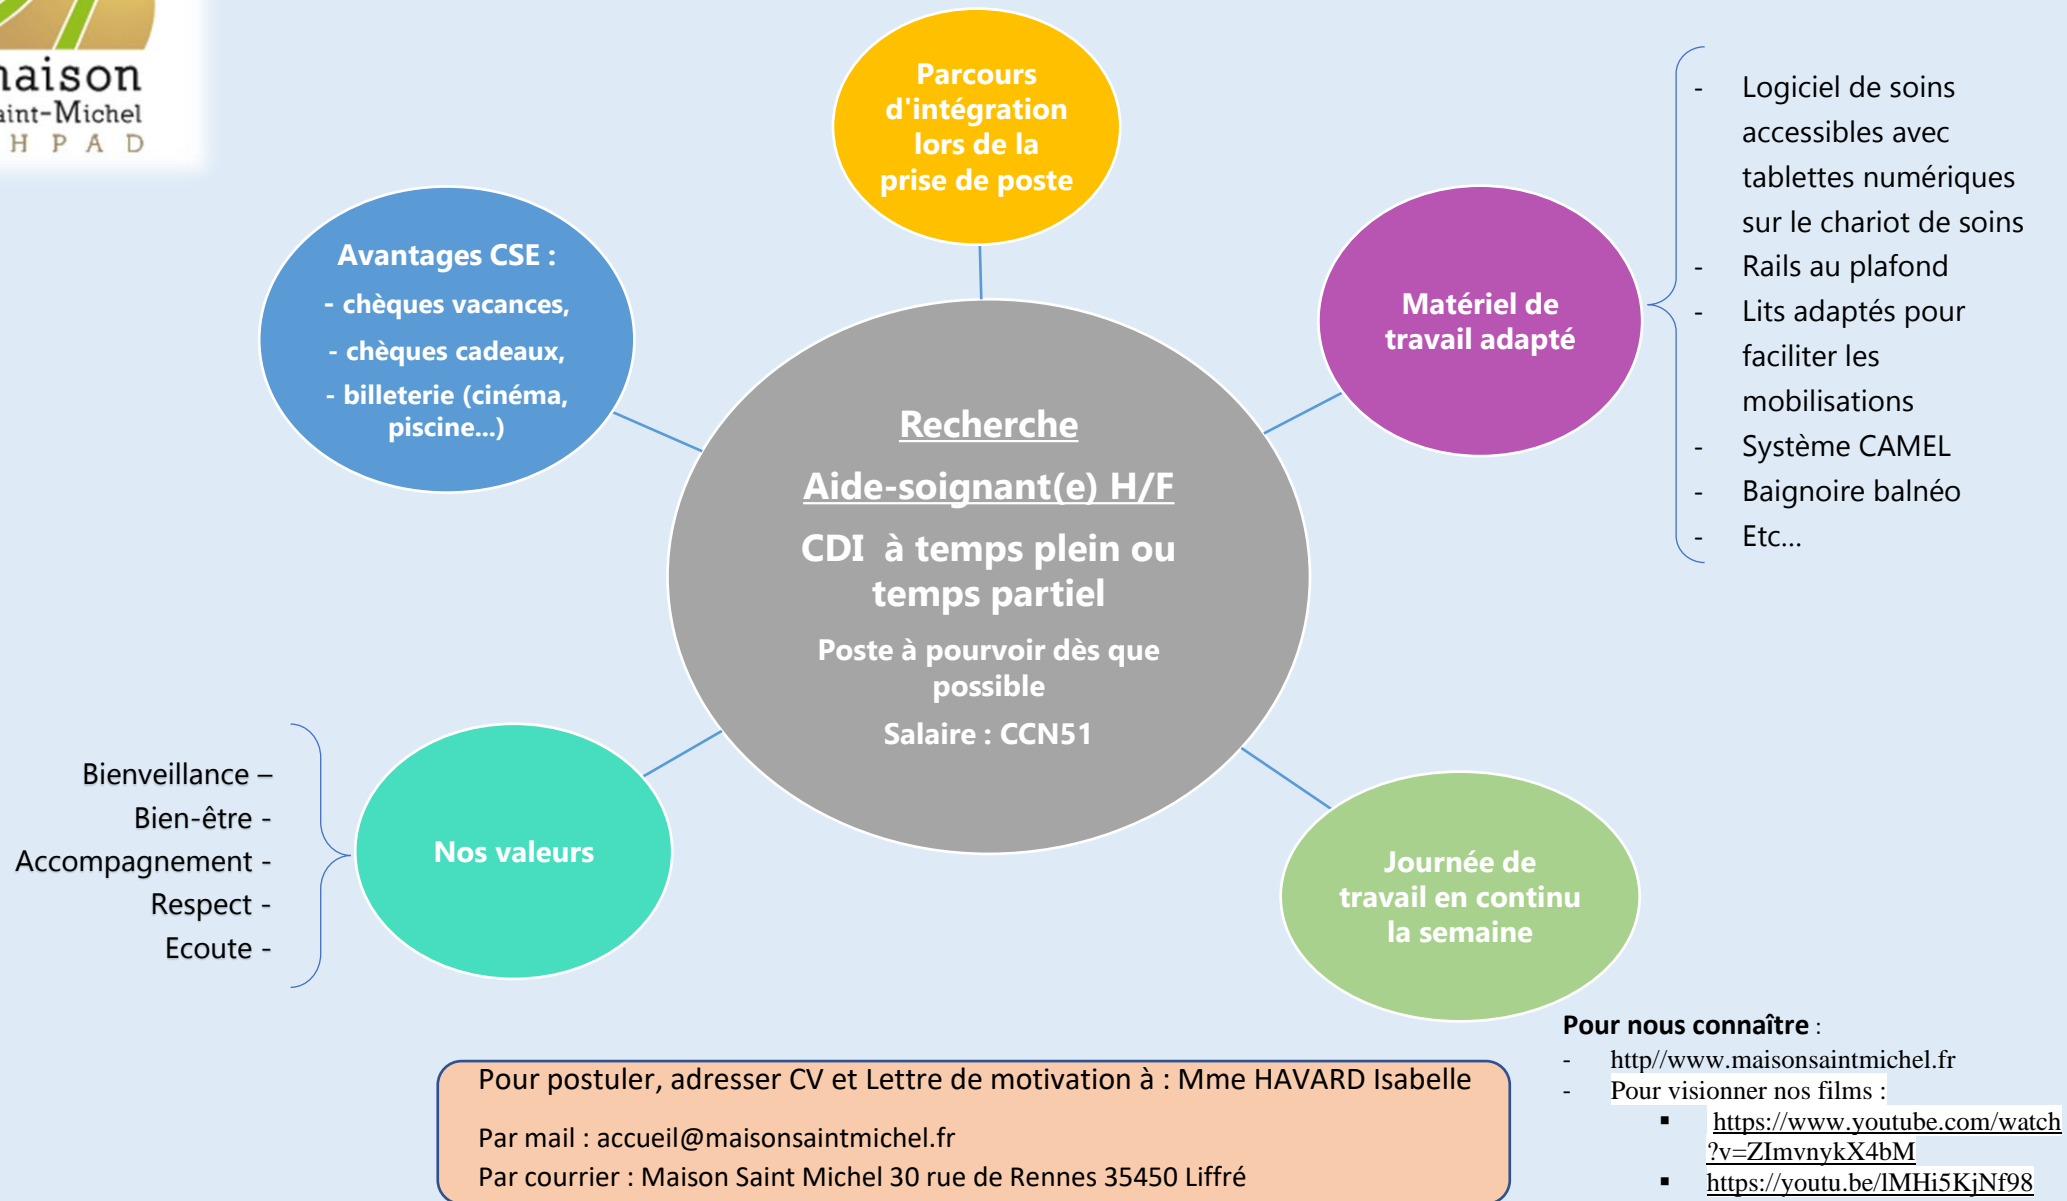 maison
Saint-Michel
H P A D
Parcours
d'intégration
lors de la
prise de poste
Avantages CSE :
- chèques vacances,
- chèques cadeaux,
- billeterie (cinéma,
piscine...)
Matériel de
travail adapté
- Logiciel de soins
accessibles avec
tablettes numériques
sur le chariot de soins
- Rails au plafond
- Lits adaptés pour
faciliter les
mobilisations
- Système CAMEL
- Baignoire balnéo
- Etc...
Recherche
Aide-soignant(e) H/F
CDI à temps plein ou
temps partiel
Poste à pourvoir dès que
possible
Salaire : CCN51
Bienveillance –
Bien-être -
Accompagnement -
Respect -
Ecoute -
Nos valeurs
Journée de
travail en continu
la semaine
Pour postuler, adresser CV et Lettre de motivation à : Mme HAVARD Isabelle
Par mail : accueil@maisonsaintmichel.fr
Par courrier : Maison Saint Michel 30 rue de Rennes 35450 Liffré
Pour nous connaître :
- http//www.maisonsaintmichel.fr
- Pour visionner nos films :
▪ https://www.youtube.com/watch
?v=ZImvnykX4bM
▪ https://youtu.be/lMHi5KjNf98